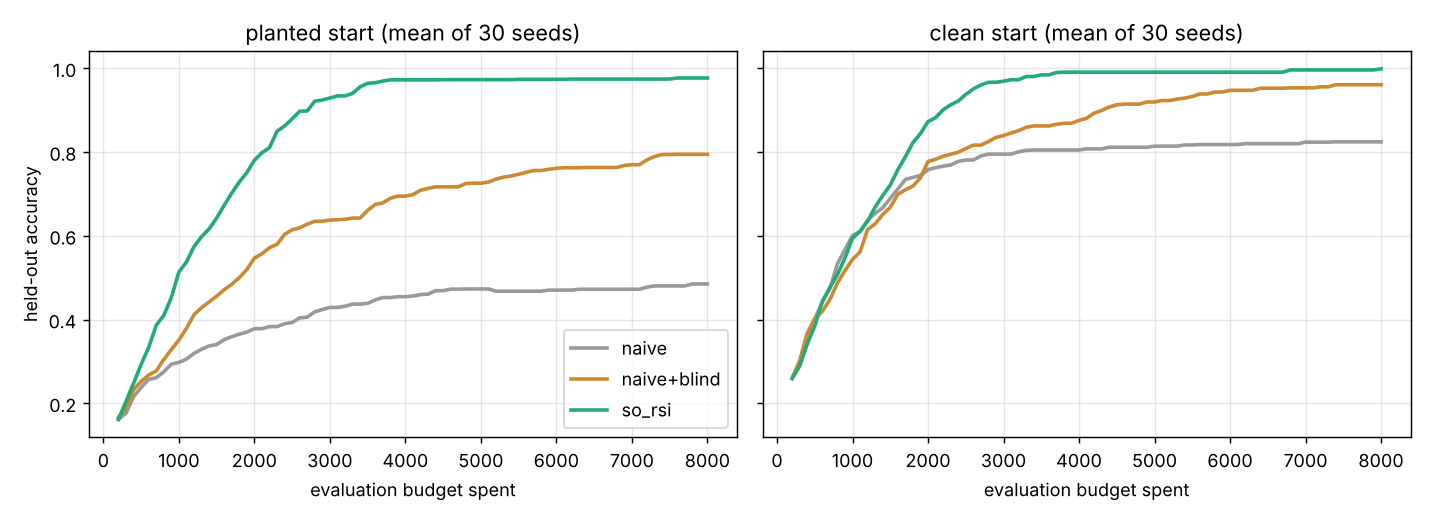 planted start (mean of 30 seeds)
1.0
0.8
0.6
0.4
0.2
held-out accuracy
0 1000 2000 3000 4000 5000 6000 7000 8000
evaluation budget spent
naive
naive+blind
so_rsi
clean start (mean of 30 seeds)
0 1000 2000 3000 4000 5000 6000 7000 8000
evaluation budget spent